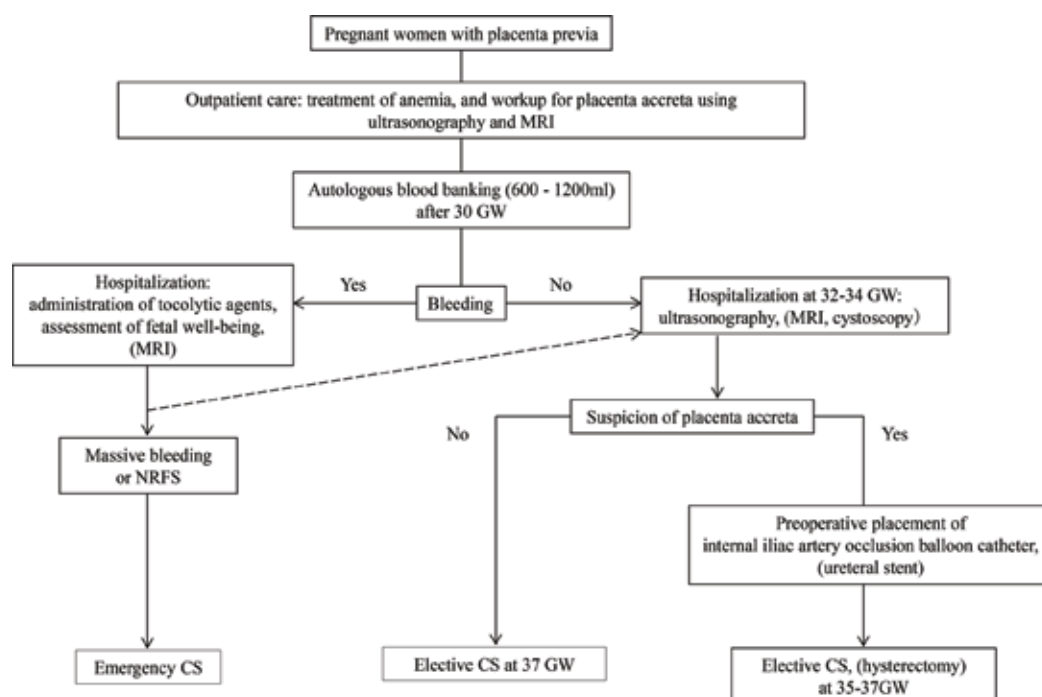 Pregnant women with placenta previa
Outpatient care: treatment of anemia, and workup for placenta accreta using
ultrasonography and MRI
Autologous blood banking (600 - 1200ml)
after 30 GW
Hospitalization:
administration of tocolytic agents,
assessment of fetal well-being,
(MRI)
Yes
Bleeding
No
Hospitalization at 32-34 GW:
ultrasonography, (MRI, cystoscopy)
Suspicion of placenta accreta
No
Yes
Massive bleeding
or NRFS
Preoperative placement of
internal iliac artery occlusion balloon catheter,
(ureteral stent)
Emergency CS
Elective CS at 37 GW
Elective CS, (hysterectomy)
at 35-37GW